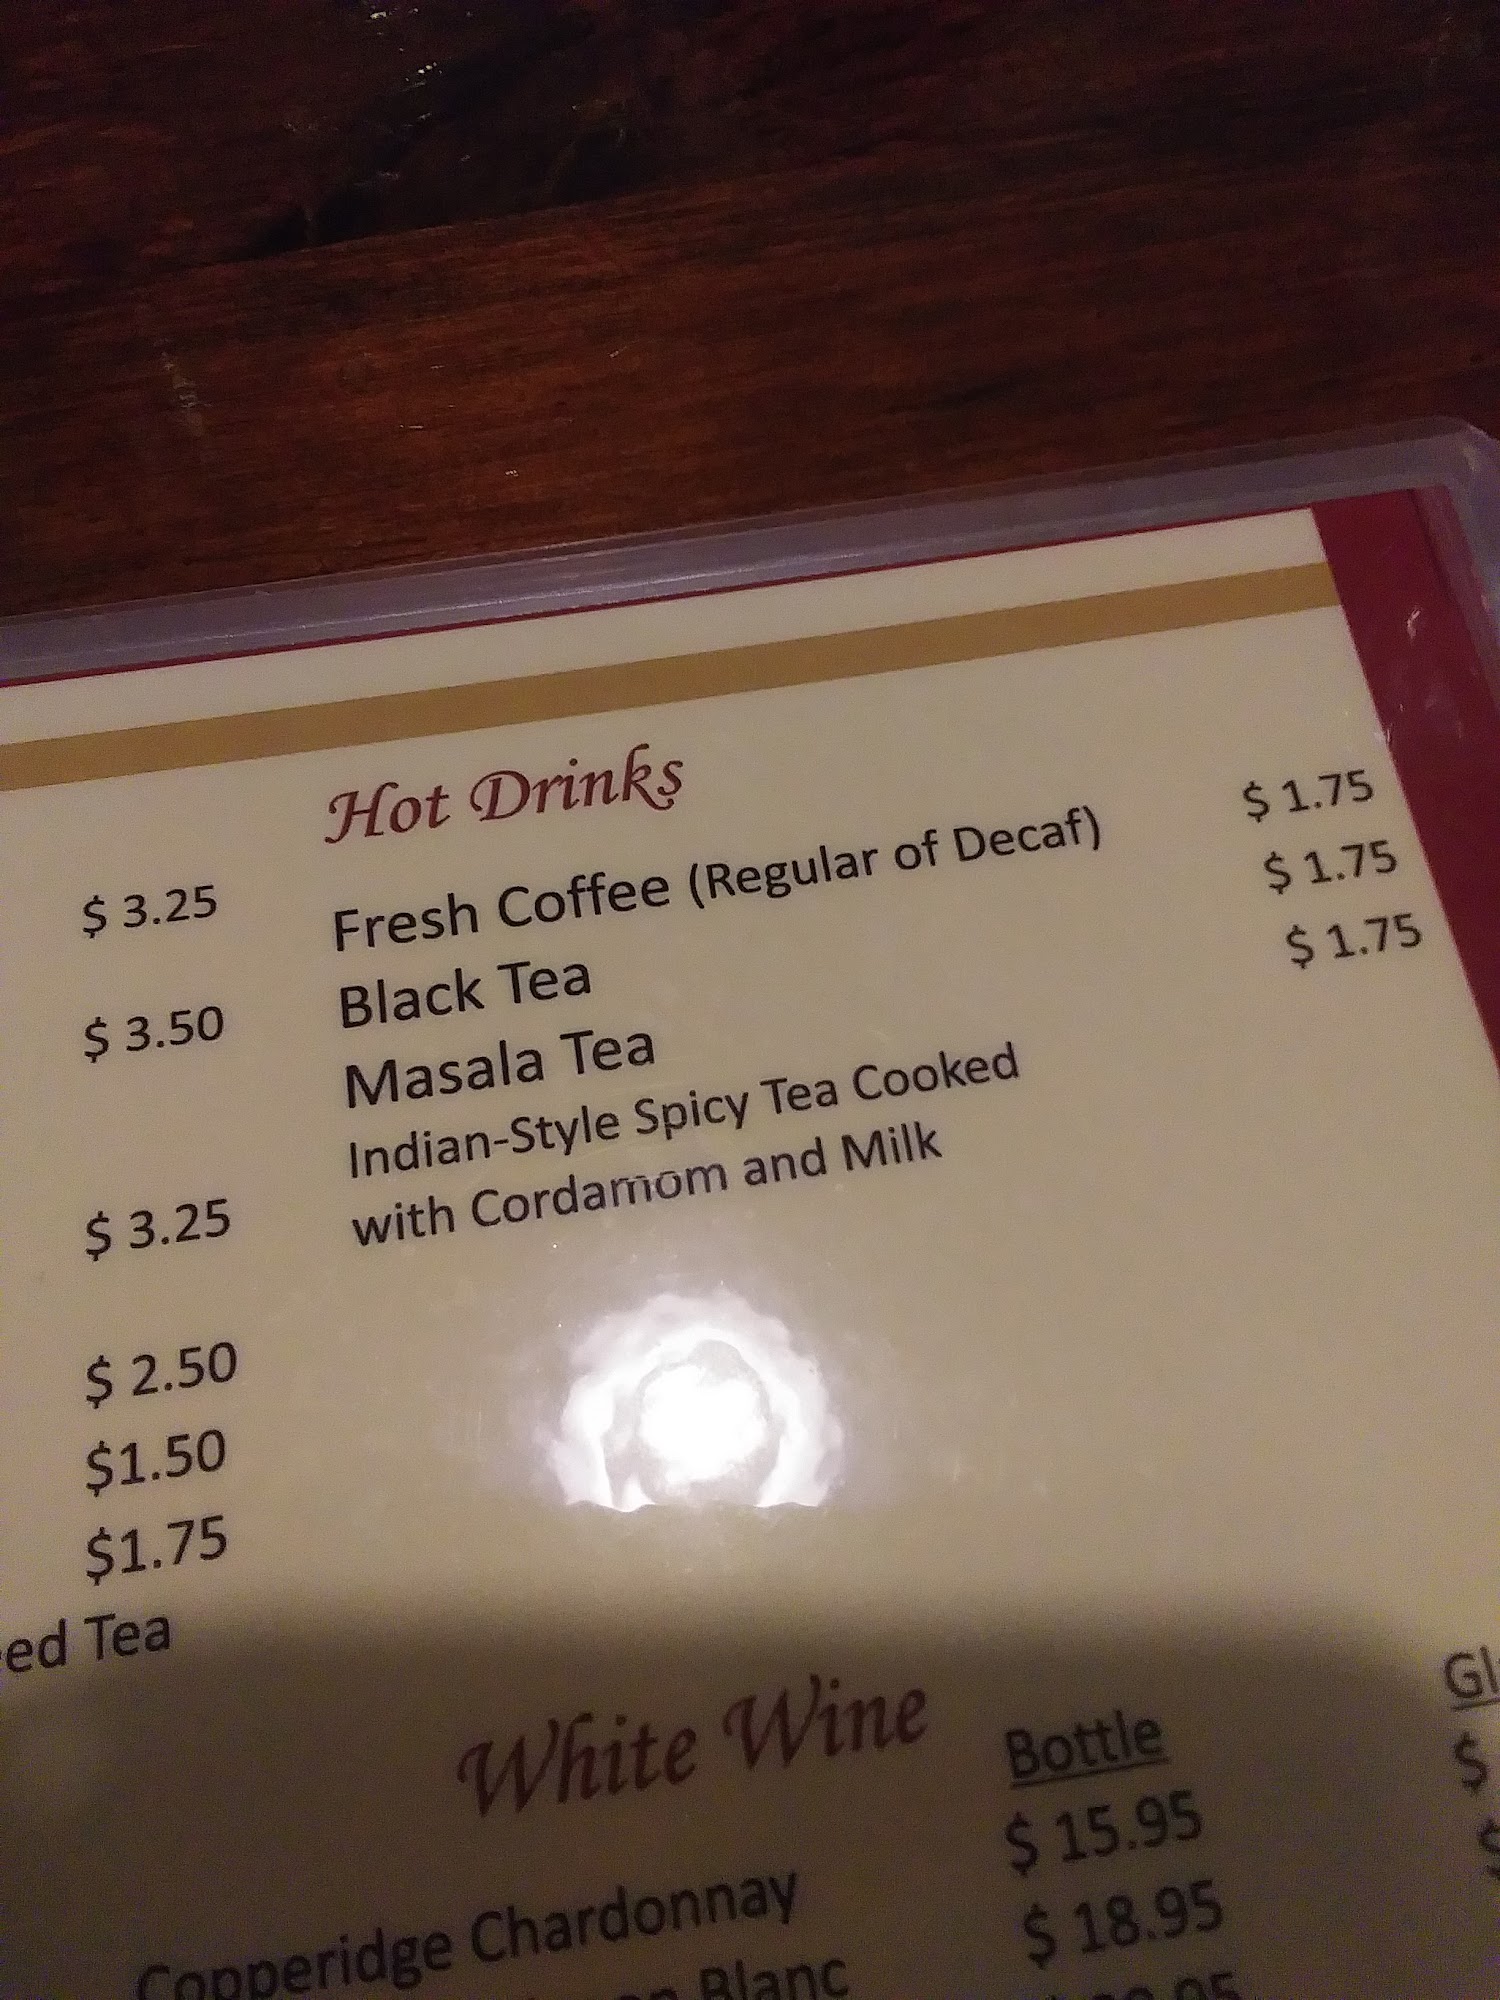 Hot Drinks
$ 3.25
Fresh Coffee (Regular of Decaf) $ 1.75
Black Tea $ 1.75
$ 3.50
Masala Tea $ 1.75
Indian-Style Spicy Tea Cooked
with Cordamom and Milk
$ 3.25
$ 2.50
$1.50
$1.75
Tea
White Wine Bottle
Copperidge Chardonnay $ 15.95
Blanc $ 18.95